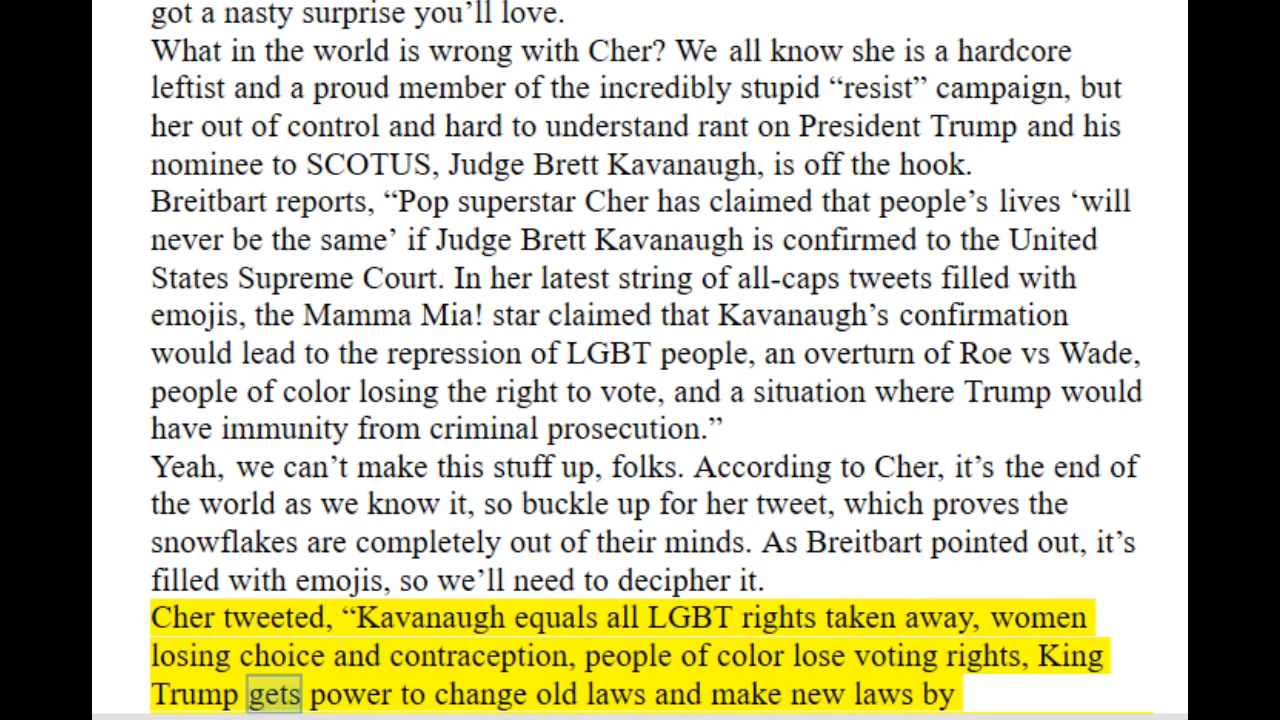 got a nasty surprise you’ll love.
What in the world is wrong with Cher? We all know she is a hardcore
leftist and a proud member of the incredibly stupid “resist” campaign, but
her out of control and hard to understand rant on President Trump and his
nominee to SCOTUS, Judge Brett Kavanaugh, is off the hook.
Breitbart reports, “Pop superstar Cher has claimed that people’s lives ‘will
never be the same’ if Judge Brett Kavanaugh is confirmed to the United
States Supreme Court. In her latest string of all-caps tweets filled with
emojis, the Mamma Mia! star claimed that Kavanaugh’s confirmation
would lead to the repression of LGBT people, an overturn of Roe vs Wade,
people of color losing the right to vote, and a situation where Trump would
have immunity from criminal prosecution.”
Yeah, we can’t make this stuff up, folks. According to Cher, it’s the end of
the world as we know it, so buckle up for her tweet, which proves the
snowflakes are completely out of their minds. As Breitbart pointed out, it’s
filled with emojis, so we’ll need to decipher it.
Cher tweeted, “Kavanaugh equals all LGBT rights taken away, women
losing choice and contraception, people of color lose voting rights, King
Trump gets power to change old laws and make new laws by